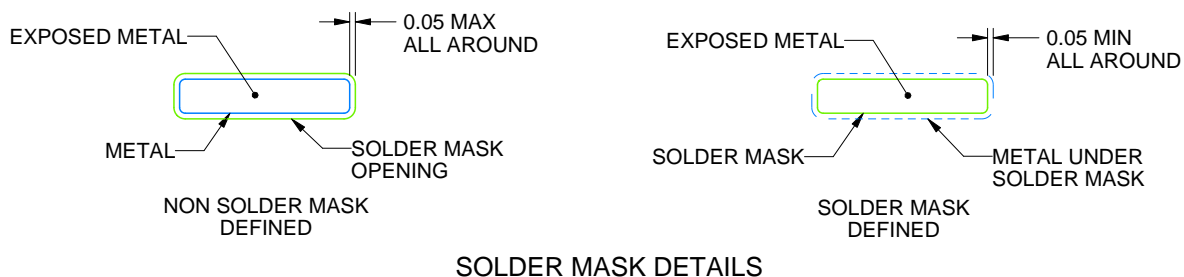 0.05 MAX
ALL AROUND
EXPOSED METAL
METAL
SOLDER MASK
OPENING
NON SOLDER MASK
DEFINED
0.05 MIN
ALL AROUND
EXPOSED METAL
SOLDER MASK
METAL UNDER
SOLDER MASK
SOLDER MASK
DEFINED
SOLDER MASK DETAILS